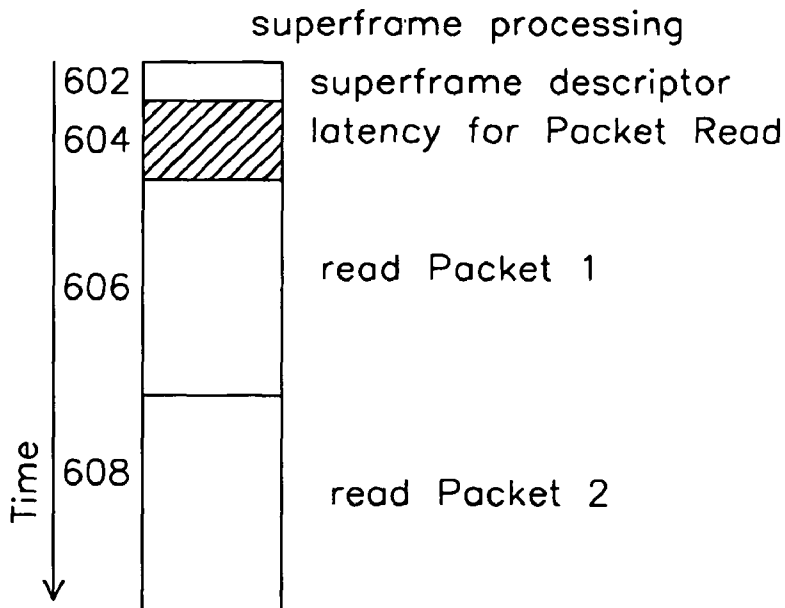 superframe processing
602 superframe descriptor
604 latency for Packet Read
606 read Packet 1
608 read Packet 2
Time